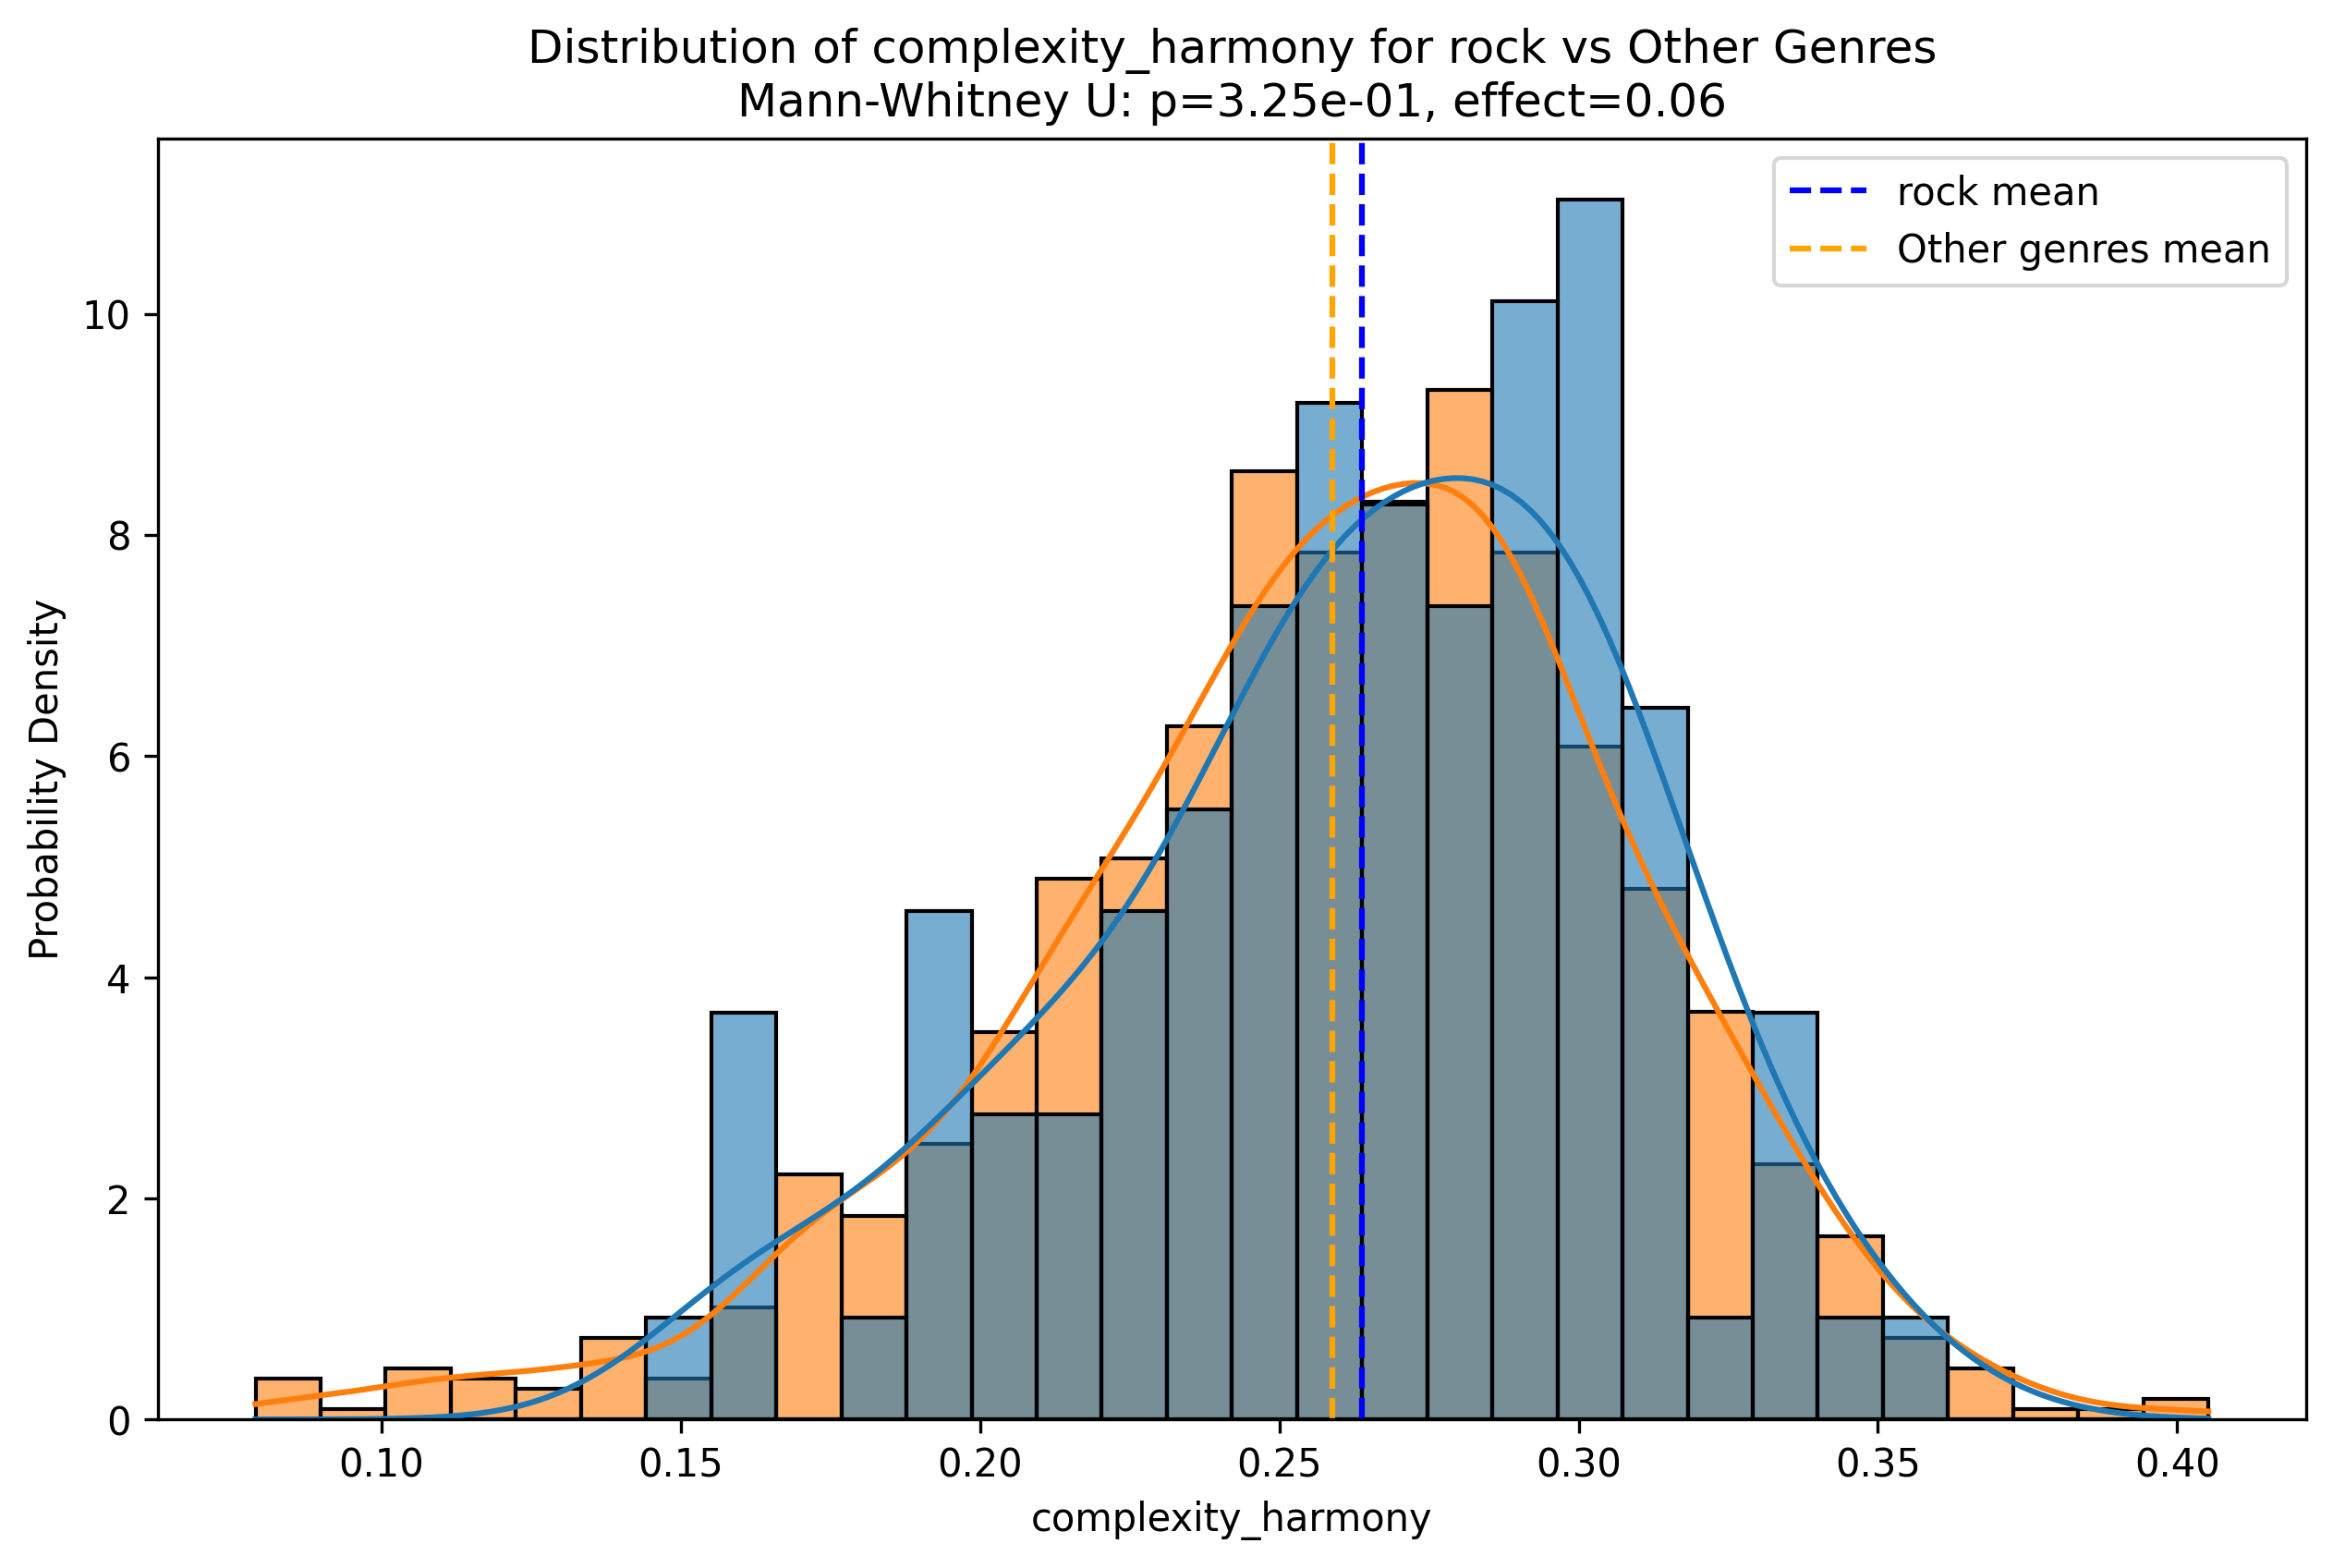 Distribution of complexity_harmony for rock vs Other Genres
Mann-Whitney U: p=3.25e-01, effect=0.06
rock mean
Other genres mean
Probability Density
10
8
6
4
2
0
0.10 0.15 0.20 0.25 0.30 0.35 0.40
complexity_harmony